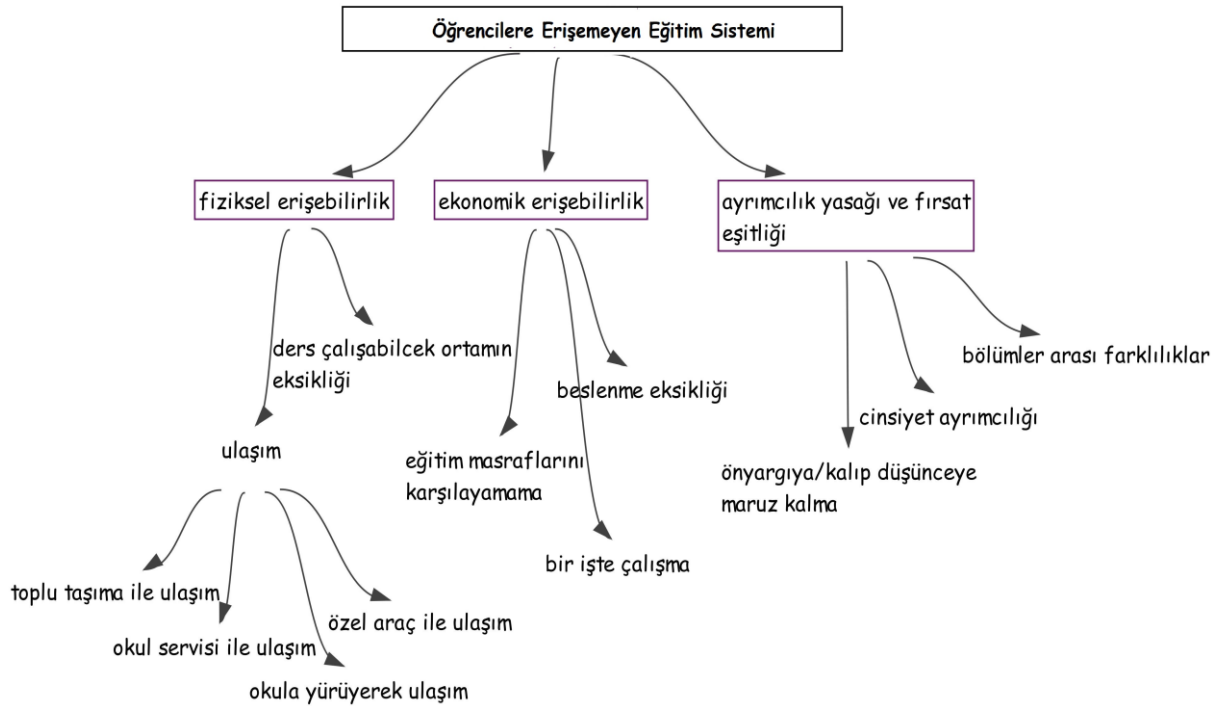 Öğrencilere Erişemeyen Eğitim Sistemi
fiziksel erişebilirlik
ekonomik erişebilirlik
ayrımcılık yasağı ve fırsat
eşitliği
ders çalışabilcek ortamın
eksikliği
ulaşım
beslenme eksikliği
eğitim masraflarını
karşılayamama
bir işte çalışma
bölümler arası farklılıklar
cinsiyet ayrımcılığı
önyargıya/kalıp düşünceye
maruz kalma
toplu taşıma ile ulaşım
okul servisi ile ulaşım
okula yürüyerek ulaşım
özel araç ile ulaşım